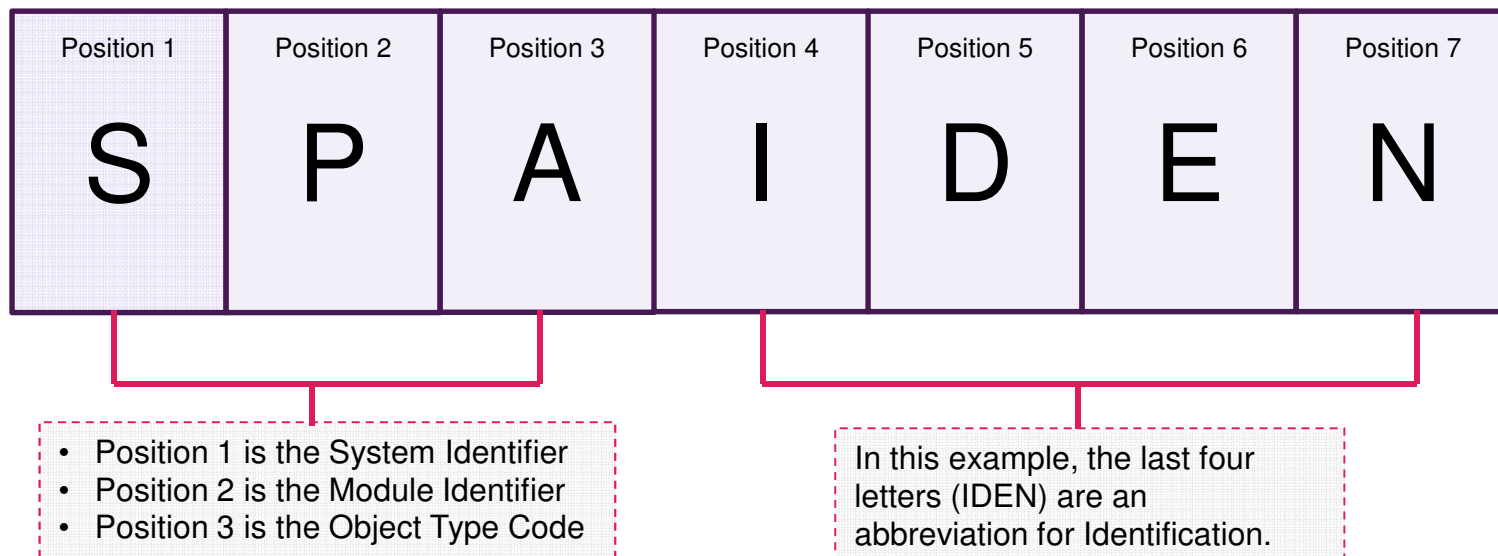 Position 1 Position 2 Position 3 Position 4 Position 5 Position 6 Position 7
S P A I D E N
• Position 1 is the System Identifier
• Position 2 is the Module Identifier
• Position 3 is the Object Type Code
In this example, the last four
letters (IDEN) are an
abbreviation for Identification.